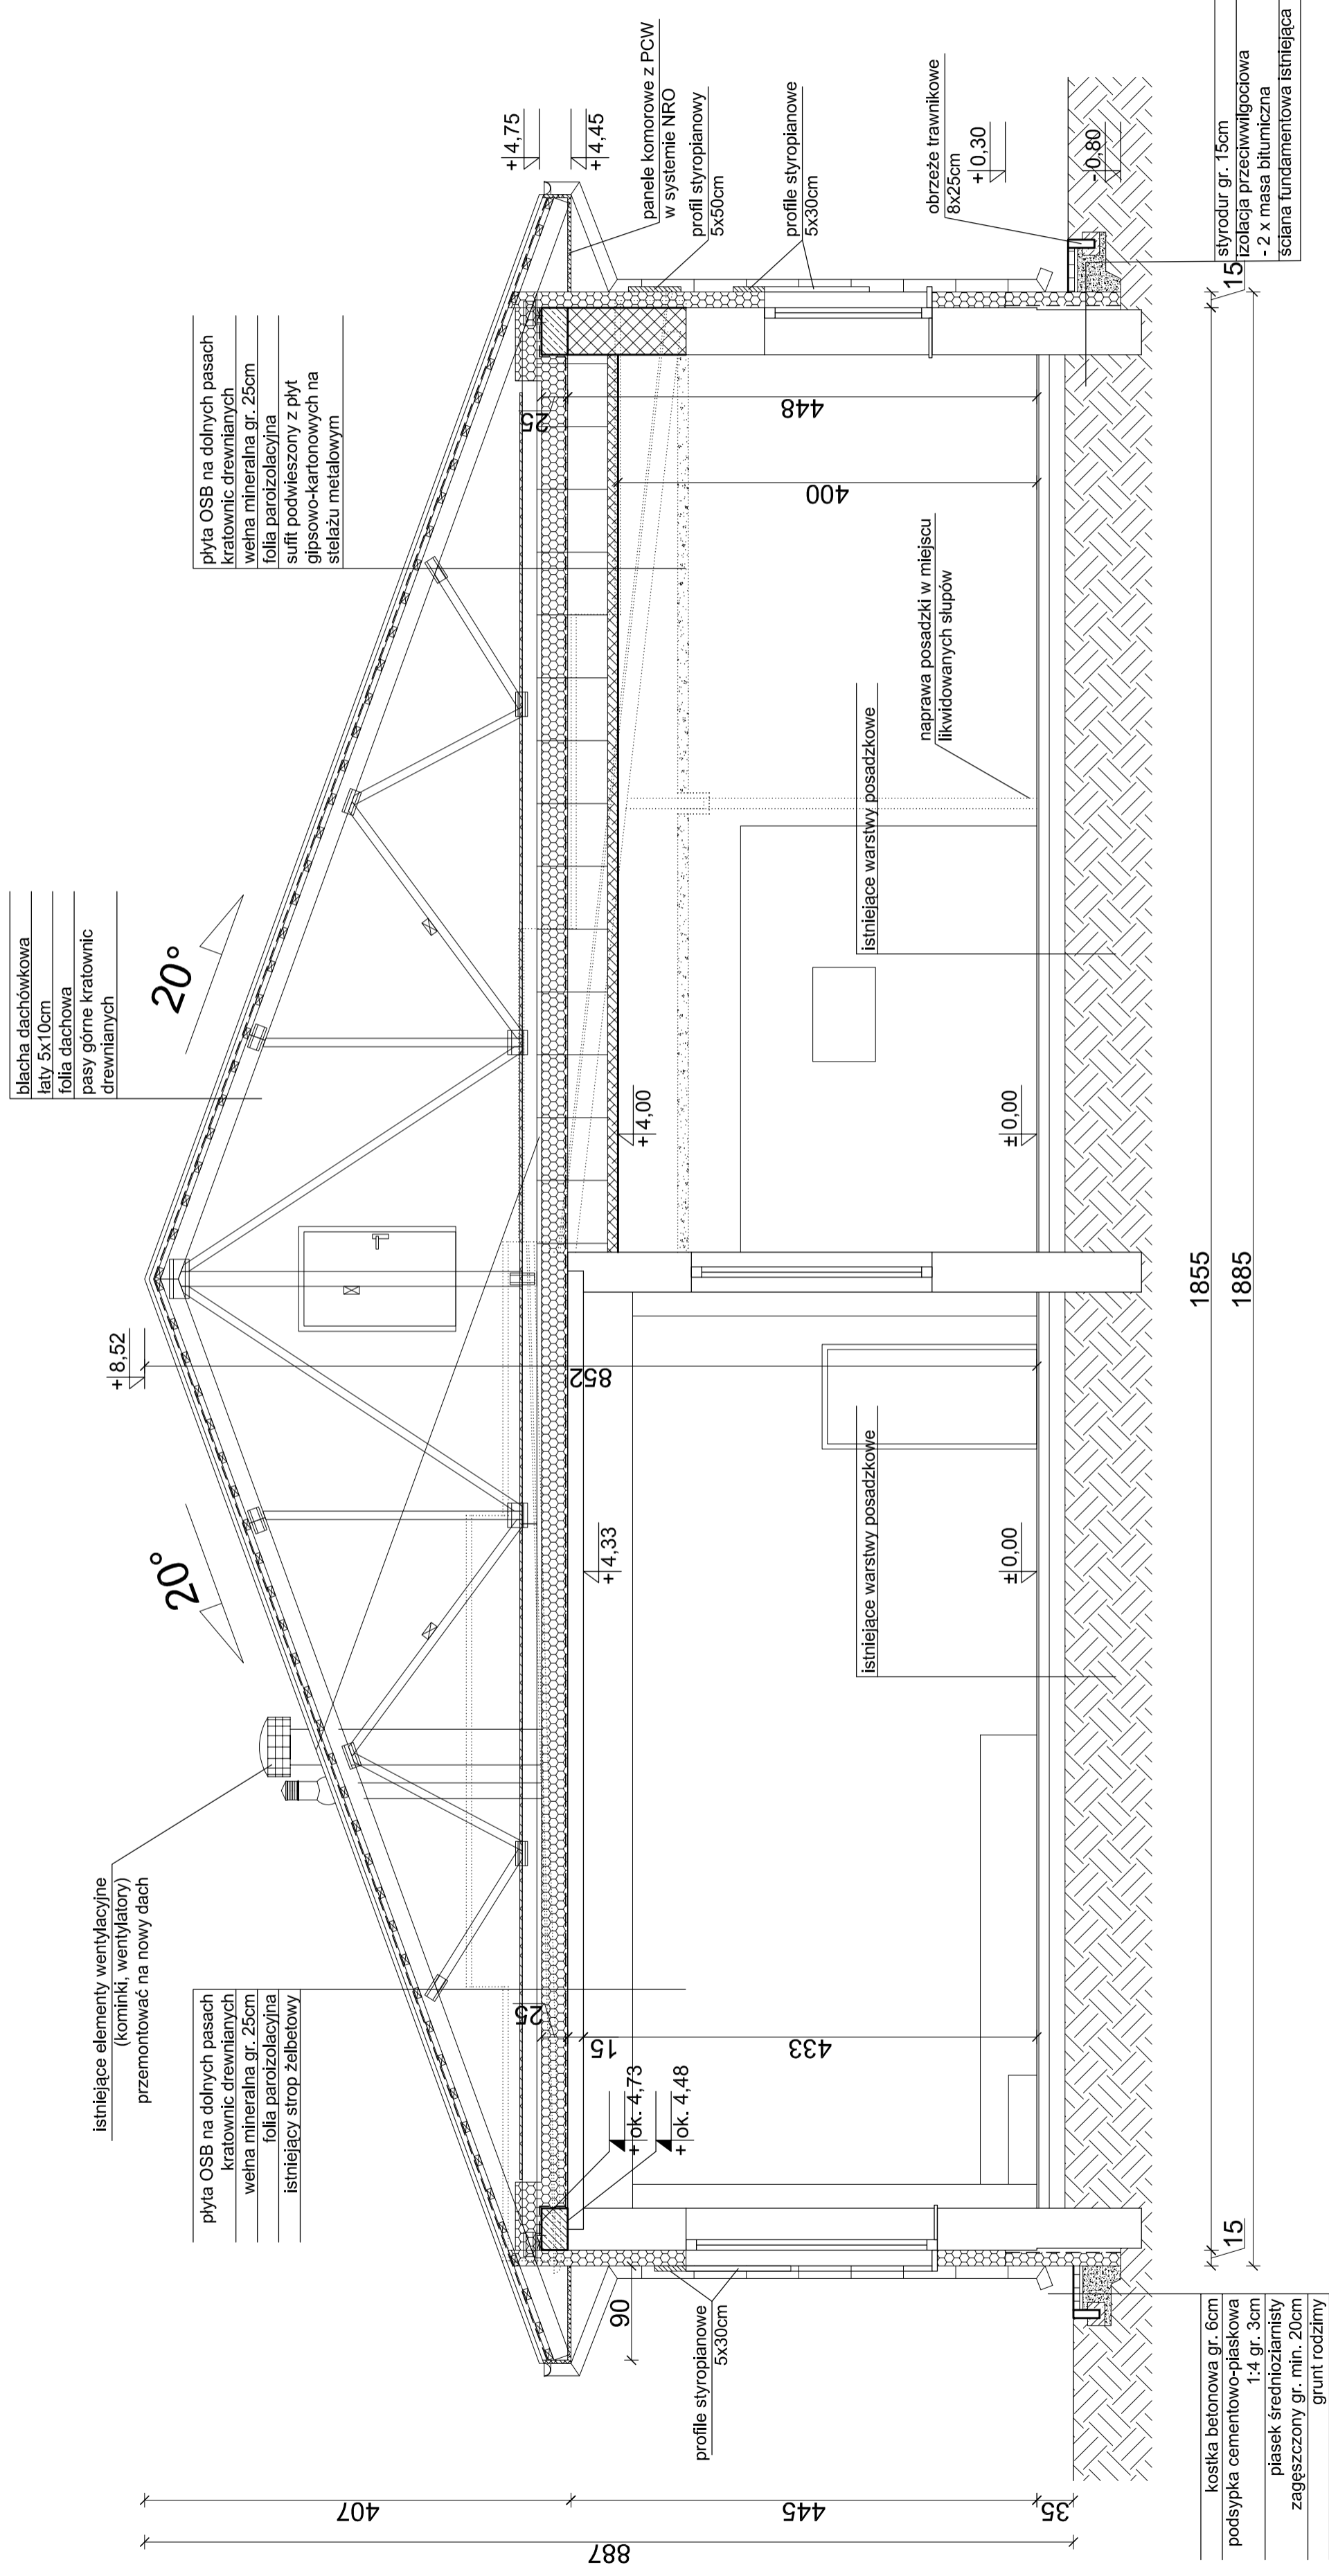 istniejące elementy wentylacyjne
(kominki, wentylatory)
przemontować na nowy dach
płyta OSB na dolnych pasach
kratownic drewnianych
wełna mineralna gr. 25cm
folia paroizolacyjna
istniejący strop żelbetowy
20°
+8,52
blacha dachówkowa
łaty 5x10cm
folia dachowa
pasy górne kratownic
drewnianych
20°
płyta OSB na dolnych pasach
kratownic drewnianych
wełna mineralna gr. 25cm
folia paroizolacyjna
sufit podwieszony z płyt
gipsowo-kartonowych na
stelażu metalowym
+4,75
+4,45
panele komorowe z PCW
w systemie NRO
profil styropianowy
5x50cm
profile styropianowe
5x30cm
obrzeże trawnikowe
8x25cm
+0,30
-0,80
styrodur gr. 15cm
izolacja przeciwwilgociowa
- 2 x masa bitumiczna
ściana fundamentowa istniejąca
407
445
35
887
90
profile styropianowe
5x30cm
25
15
433
+ok. 4,73
+ok. 4,48
+4,33
852
+4,00
25
448
400
istniejące warstwy posadzkowe
±0,00
±0,00
istniejące warstwy posadzkowe
naprawa posadzki w miejscu
likwidowanych słupów
kostka betonowa gr. 6cm
podsypka cementowo-piaskowa
1:4 gr. 3cm
piasek średnioziarnisty
zagęszczony gr. min. 20cm
grunt rodzimy
15
1855
15
1885